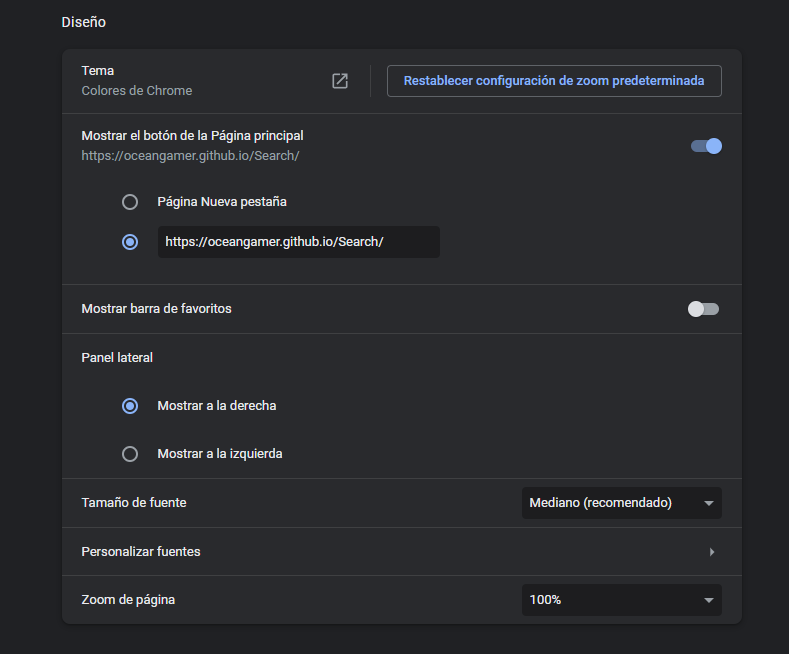 Diseño
Tema
Colores de Chrome
Restablecer configuración de zoom predeterminada
Mostrar el botón de la Página principal
https://oceangamer.github.io/Search/
Página Nueva pestaña
https://oceangamer.github.io/Search/
Mostrar barra de favoritos
Panel lateral
Mostrar a la derecha
Mostrar a la izquierda
Tamaño de fuente
Mediano (recomendado)
Personalizar fuentes
Zoom de página
100%